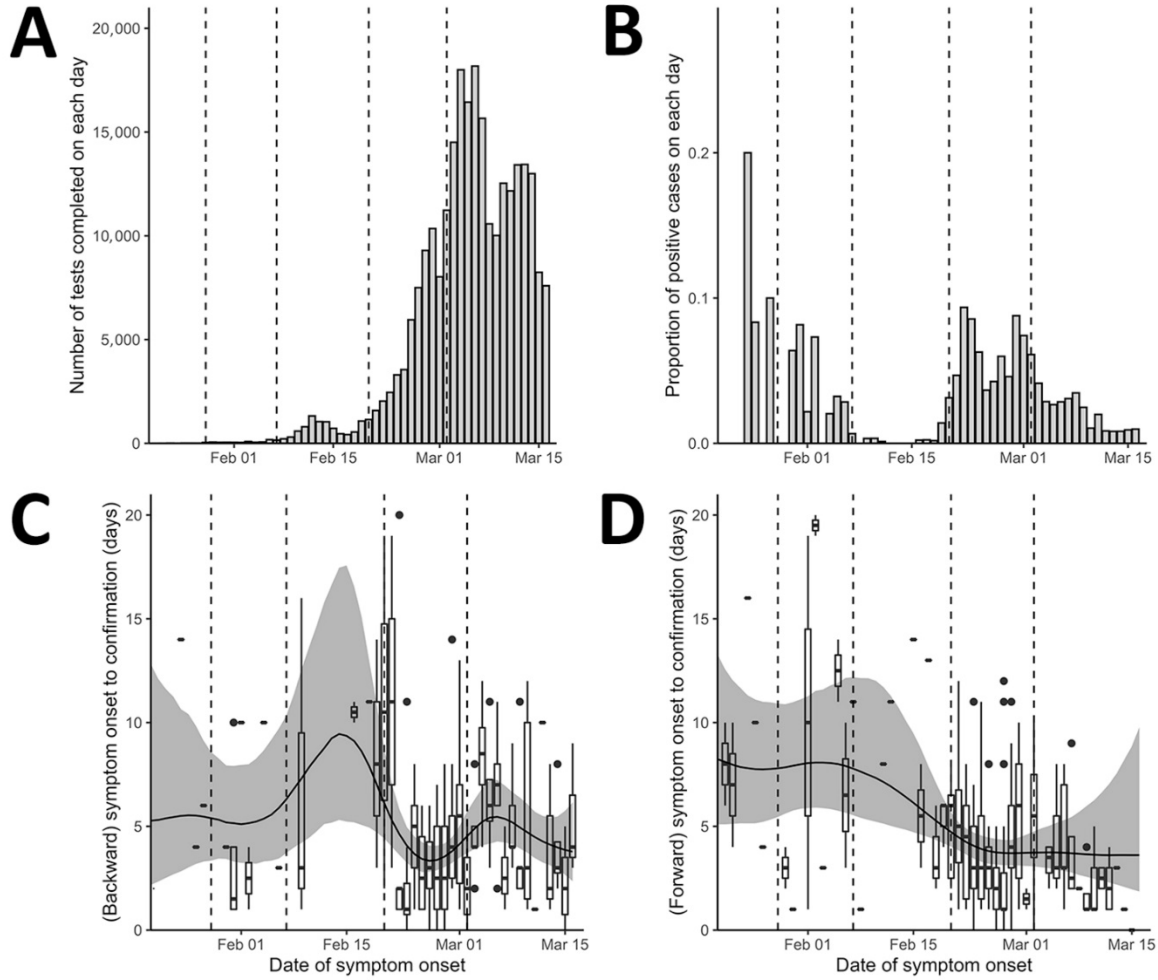 A
Number of tests completed on each day
20,000
15,000
10,000
5,000
0
Feb 01
Feb 15
Mar 01
Mar 15
B
Proportion of positive cases on each day
0.2
0.1
0.0
Feb 01
Feb 15
Mar 01
Mar 15
C
(Backward) symptom onset to confirmation (days)
20
15
10
5
0
Feb 01
Feb 15
Mar 01
Mar 15
Date of symptom onset
D
(Forward) symptom onset to confirmation (days)
20
15
10
5
0
Feb 01
Feb 15
Mar 01
Mar 15
Date of symptom onset